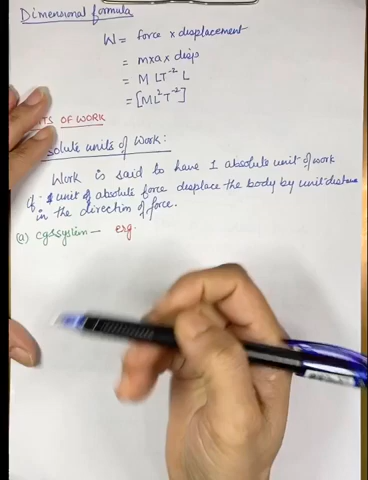 Dimensional formula
W = force × displacement
= m×a × disp
= M LT⁻² L
= [ML²T⁻²]
TS OF WORK
solute units of Work:
Work is said to have 1 absolute unit of work
if unit of absolute force displace the body by unit distance
in the direction of force.
(a) cgs system — erg.